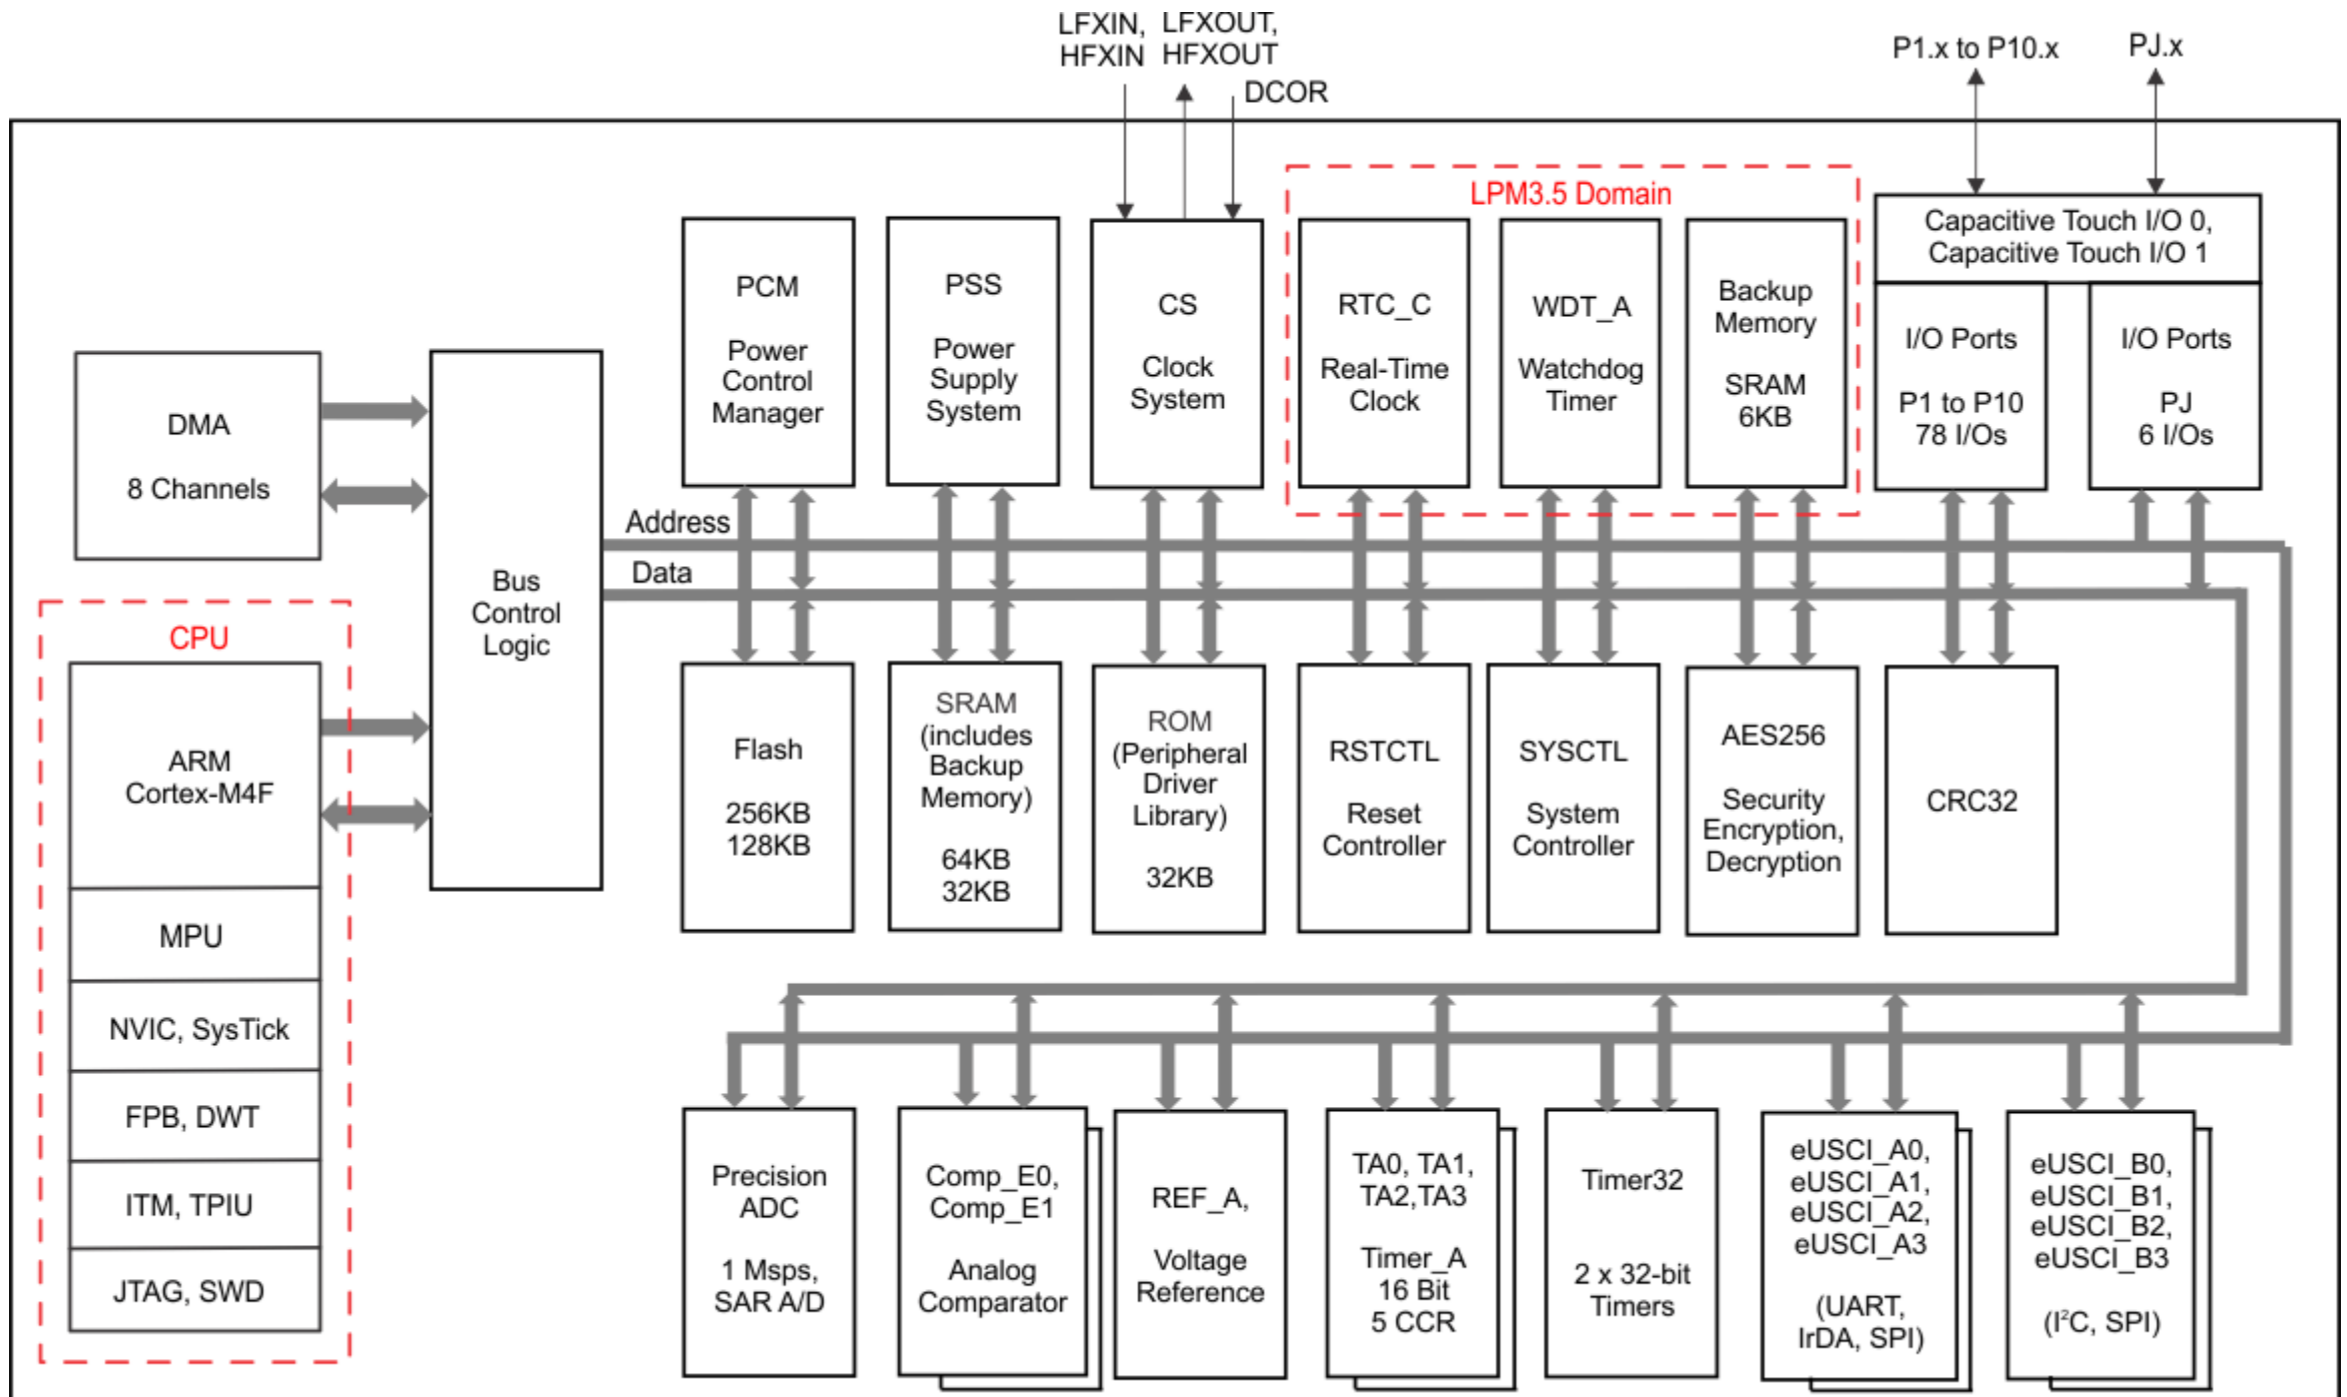 LFXIN, LFXOUT,
HFXIN HFXOUT
DCOR
P1.x to P10.x
PJ.x
LPM3.5 Domain
PCM
Power
Control
Manager
PSS
Power
Supply
System
CS
Clock
System
RTC_C
Real-Time
Clock
WDT_A
Watchdog
Timer
Backup
Memory
SRAM
6KB
Capacitive Touch I/O 0,
Capacitive Touch I/O 1
I/O Ports
P1 to P10
78 I/Os
I/O Ports
PJ
6 I/Os
DMA
8 Channels
Bus
Control
Logic
Address
Data
CPU
ARM
Cortex-M4F
MPU
NVIC, SysTick
FPB, DWT
ITM, TPIU
JTAG, SWD
Flash
256KB
128KB
SRAM
(includes
Backup
Memory)
64KB
32KB
ROM
(Peripheral
Driver
Library)
32KB
RSTCTL
Reset
Controller
SYSCTL
System
Controller
AES256
Security
Encryption,
Decryption
CRC32
Precision
ADC
1 Msps,
SAR A/D
Comp_E0,
Comp_E1
Analog
Comparator
REF_A,
Voltage
Reference
TA0, TA1,
TA2,TA3
Timer_A
16 Bit
5 CCR
Timer32
2 x 32-bit
Timers
eUSCI_A0,
eUSCI_A1,
eUSCI_A2,
eUSCI_A3
(UART,
IrDA, SPI)
eUSCI_B0,
eUSCI_B1,
eUSCI_B2,
eUSCI_B3
(I²C, SPI)